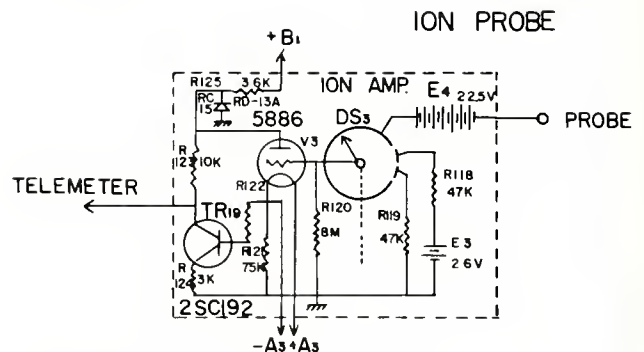 ION PROBE
+B1
R125 3.6K
ION AMP.
E4
RC
15
RD-13A
22.5V
5886
DS3
PROBE
R
123
10K
V3
R122
R118
47K
TELEMETER
TR19
R120
8M
R119
47K
E3
2.6V
R121
75K
R
124
3K
2SC192
-A3
+A3